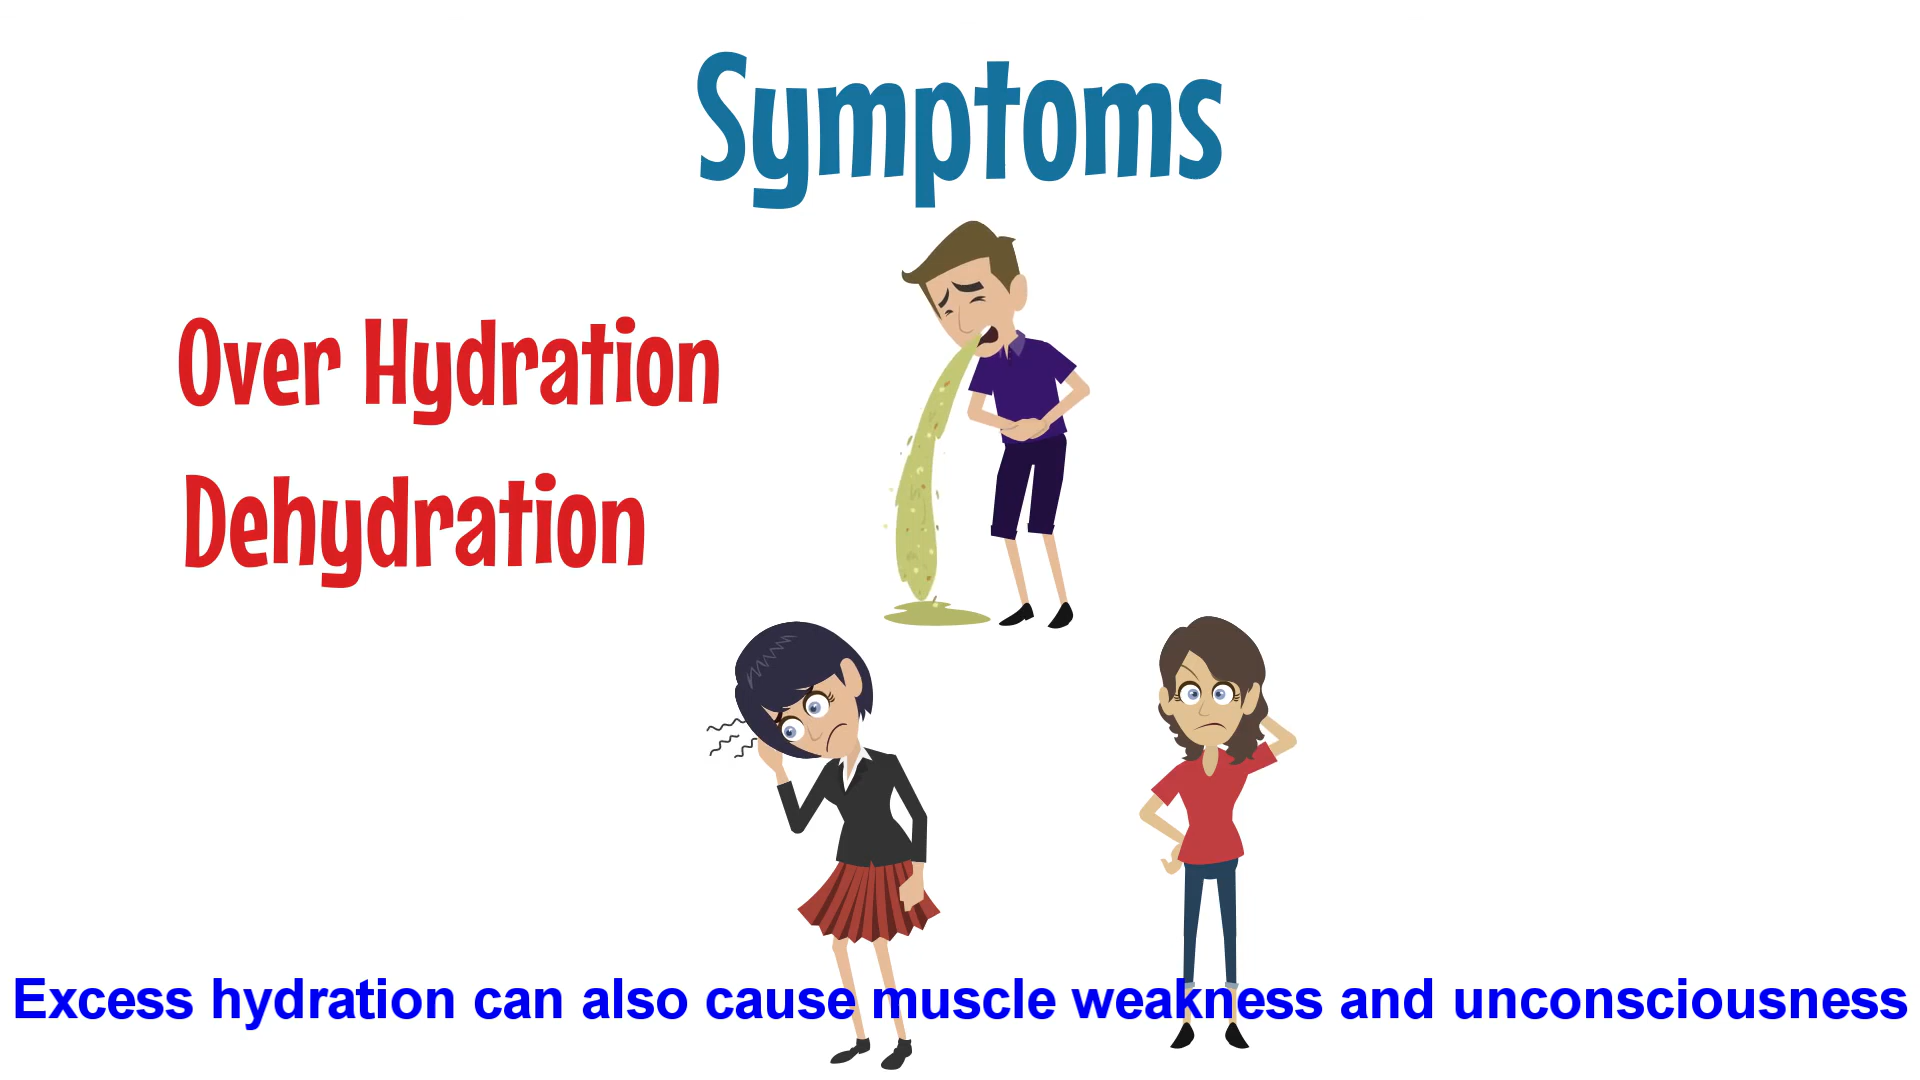 Symptoms
Over Hydration
Dehydration
Excess hydration can also cause muscle weakness and unconsciousness